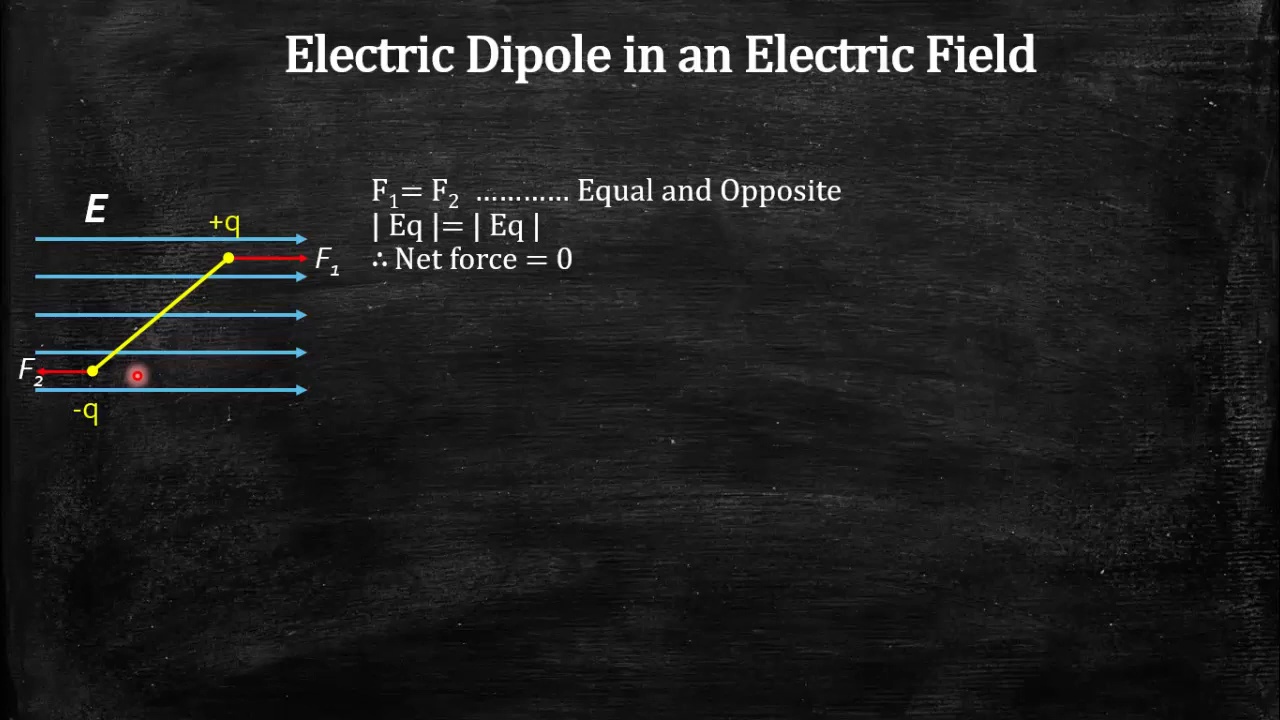 Electric Dipole in an Electric Field
F₁= F₂ ............ Equal and Opposite
| Eq |= | Eq |
∴ Net force = 0
E
+q
F₁
F₂
-q